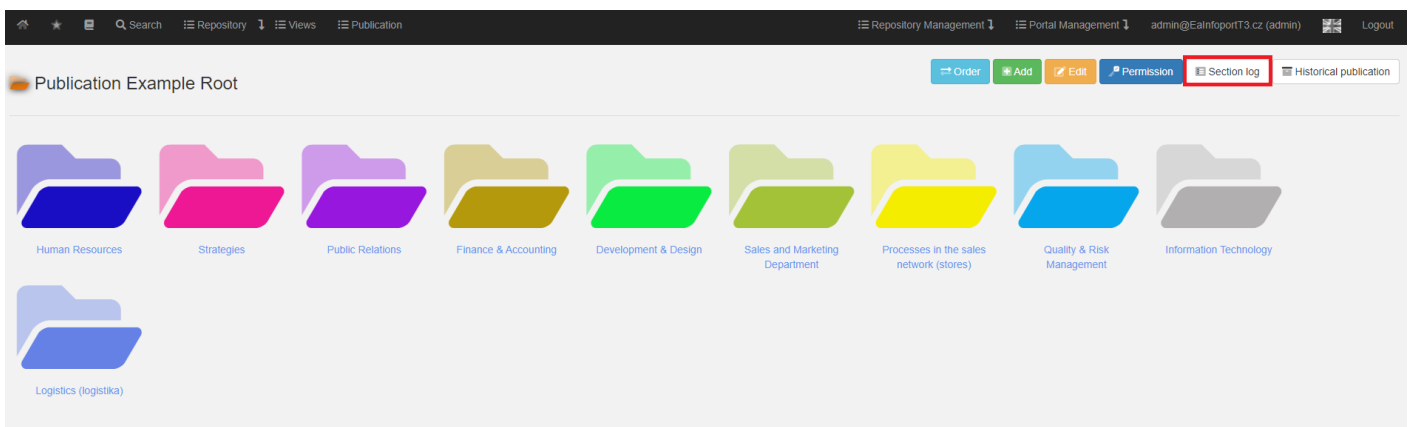 Search Repository Views Publication Repository Management Portal Management admin@EaInfoportT3.cz (admin) Logout
Publication Example Root
Order Add Edit Permission Section log Historical publication
Human Resources
Strategies
Public Relations
Finance & Accounting
Development & Design
Sales and Marketing
Department
Processes in the sales
network (stores)
Quality & Risk
Management
Information Technology
Logistics (logistika)